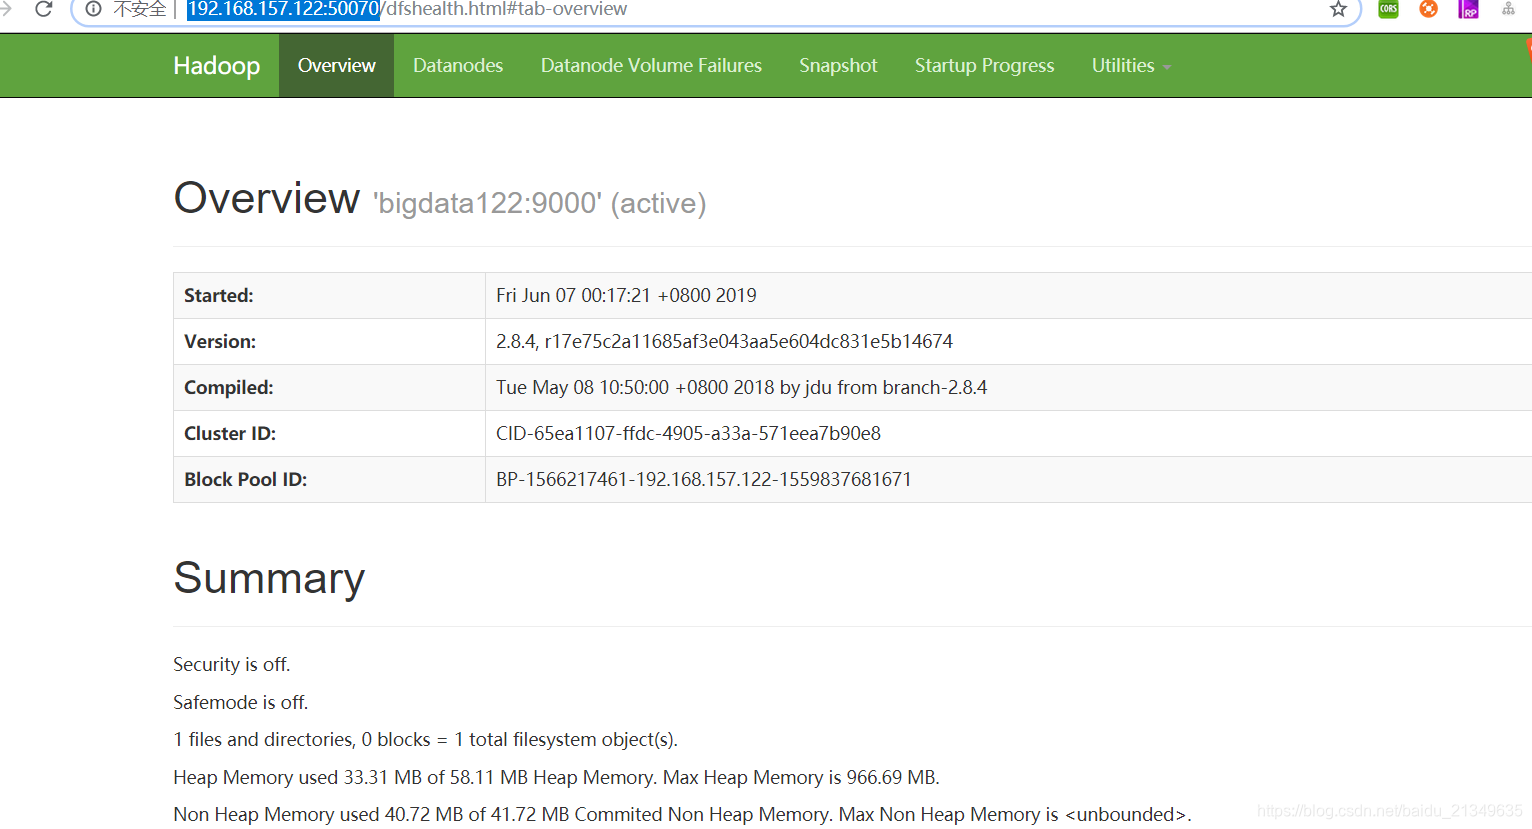 不安全 | 192.168.157.122:50070/dfshealth.html#tab-overview
CORS
RP
Hadoop Overview Datanodes Datanode Volume Failures Snapshot Startup Progress Utilities
Overview 'bigdata122:9000' (active)
Started: Fri Jun 07 00:17:21 +0800 2019
Version: 2.8.4, r17e75c2a11685af3e043aa5e604dc831e5b14674
Compiled: Tue May 08 10:50:00 +0800 2018 by jdu from branch-2.8.4
Cluster ID: CID-65ea1107-ffdc-4905-a33a-571eea7b90e8
Block Pool ID: BP-1566217461-192.168.157.122-1559837681671
Summary
Security is off.
Safemode is off.
1 files and directories, 0 blocks = 1 total filesystem object(s).
Heap Memory used 33.31 MB of 58.11 MB Heap Memory. Max Heap Memory is 966.69 MB.
Non Heap Memory used 40.72 MB of 41.72 MB Commited Non Heap Memory. Max Non Heap Memory is <unbounded>.
https://blog.csdn.net/baidu_21349635